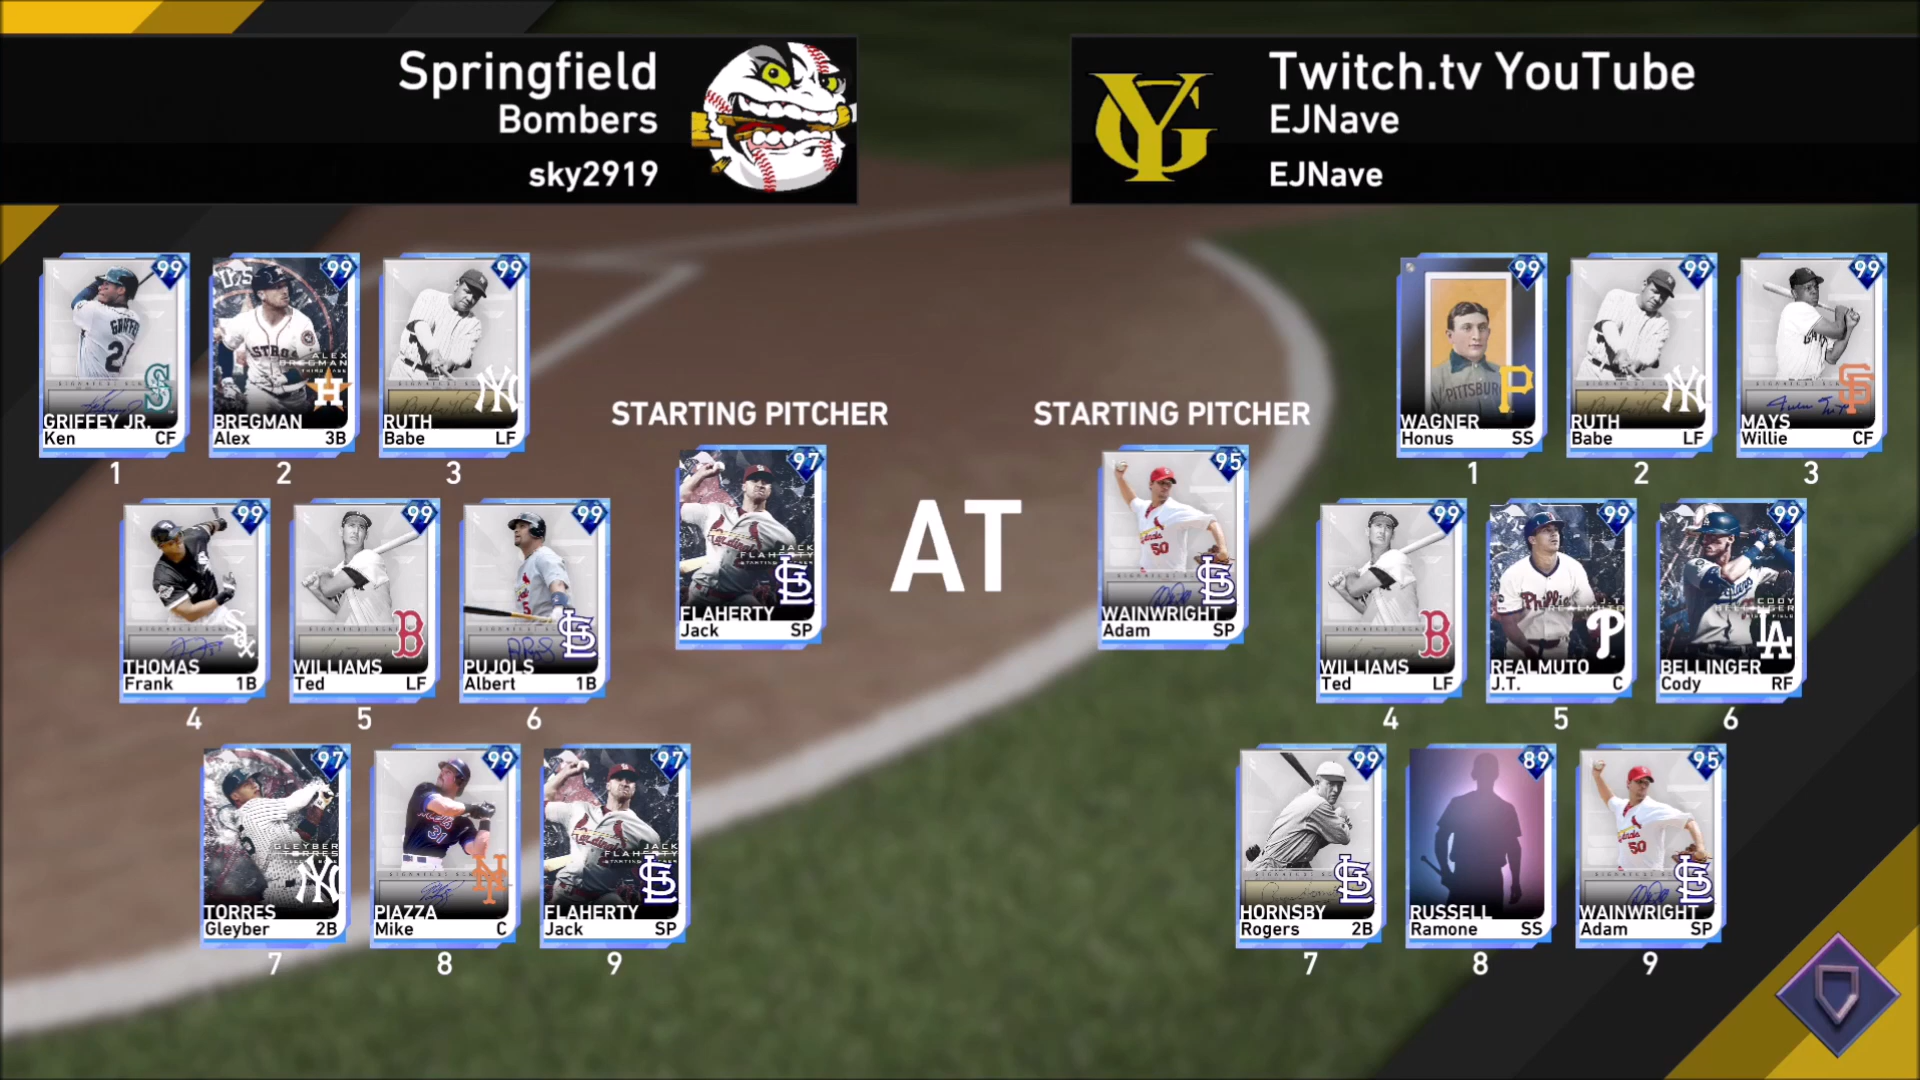 Springfield
Bombers
sky2919
Twitch.tv YouTube
EJNave
EJNave
99
GRIFFEY JR.
Ken CF
1
99
BREGMAN
Alex 3B
2
99
RUTH
Babe LF
3
99
THOMAS
Frank 1B
4
99
WILLIAMS
Ted LF
5
99
PUJOLS
Albert 1B
6
97
TORRES
Gleyber 2B
7
99
PIAZZA
Mike C
8
97
FLAHERTY
Jack SP
9
STARTING PITCHER
97
FLAHERTY
Jack SP
AT
STARTING PITCHER
95
WAINWRIGHT
Adam SP
99
WAGNER
Honus SS
1
99
RUTH
Babe LF
2
99
MAYS
Willie CF
3
99
WILLIAMS
Ted LF
4
99
REALMUTO
J.T. C
5
99
BELLINGER
Cody RF
6
99
HORNSBY
Rogers 2B
7
89
RUSSELL
Ramone SS
8
95
WAINWRIGHT
Adam SP
9